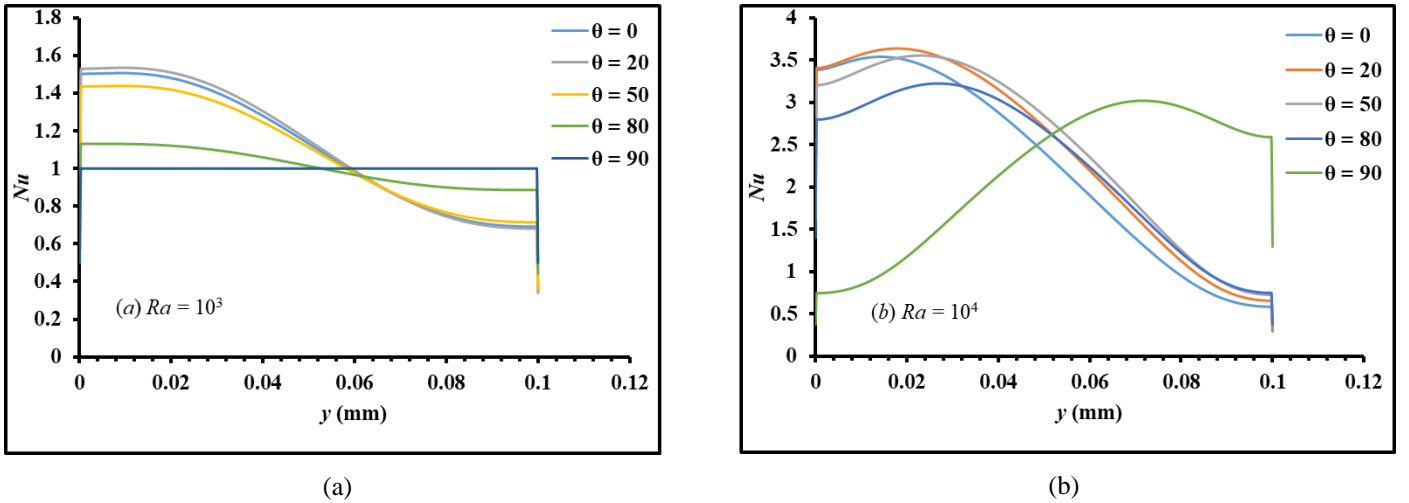 1.8
1.6
1.4
1.2
1
0.8
0.6
0.4
0.2
0
Nu
0 0.02 0.04 0.06 0.08 0.1 0.12
y (mm)
θ = 0
θ = 20
θ = 50
θ = 80
θ = 90
(a) Ra = 10³
(a)
4
3.5
3
2.5
2
1.5
1
0.5
0
Nu
0 0.02 0.04 0.06 0.08 0.1 0.12
y (mm)
θ = 0
θ = 20
θ = 50
θ = 80
θ = 90
(b) Ra = 10⁴
(b)